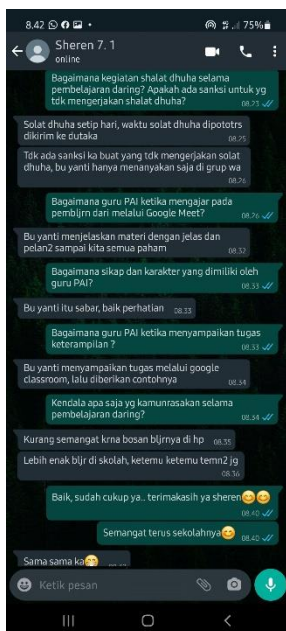 8.42
75%
Sheren 7. 1
online
Bagaimana kegiatan shalat dhuha selama
pembelajaran daring? Apakah ada sanksi untuk yg
tdk mengerjakan shalat dhuha?
08.23
Solat dhuha setip hari, waktu solat dhuha dipototrs
dikirim ke dutaka
08.25
Tdk ada sanksi ka buat yang tdk mengerjakan solat
dhuha, bu yanti hanya menanyakan saja di grup wa
08.26
Bagaimana guru PAI ketika mengajar pada
pembljrn dari melalui Google Meet?
08.26
Bu yanti menjelaskan materi dengan jelas dan
pelan2 sampai kita semua paham
08.32
Bagaimana sikap dan karakter yang dimiliki oleh
guru PAI?
08.33
Bu yanti itu sabar, baik perhatian 08.33
Bagaimana guru PAI ketika menyampaikan tugas
keterampilan ?
08.33
Bu yanti menyampaikan tugas melalui google
classroom, lalu diberikan contohnya
08.34
Kendala apa saja yg kamunrasakan selama
pembelajaran daring?
08.34
Kurang semangat krna bosan bljrnya di hp 08.35
Lebih enak bljr di skolah, ketemu ketemu temn2 jg
08.36
Baik, sudah cukup ya.. terimakasih ya sheren😊😊
08.40
Semangat terus sekolahnya😊 08.40
Sama sama ka
Ketik pesan